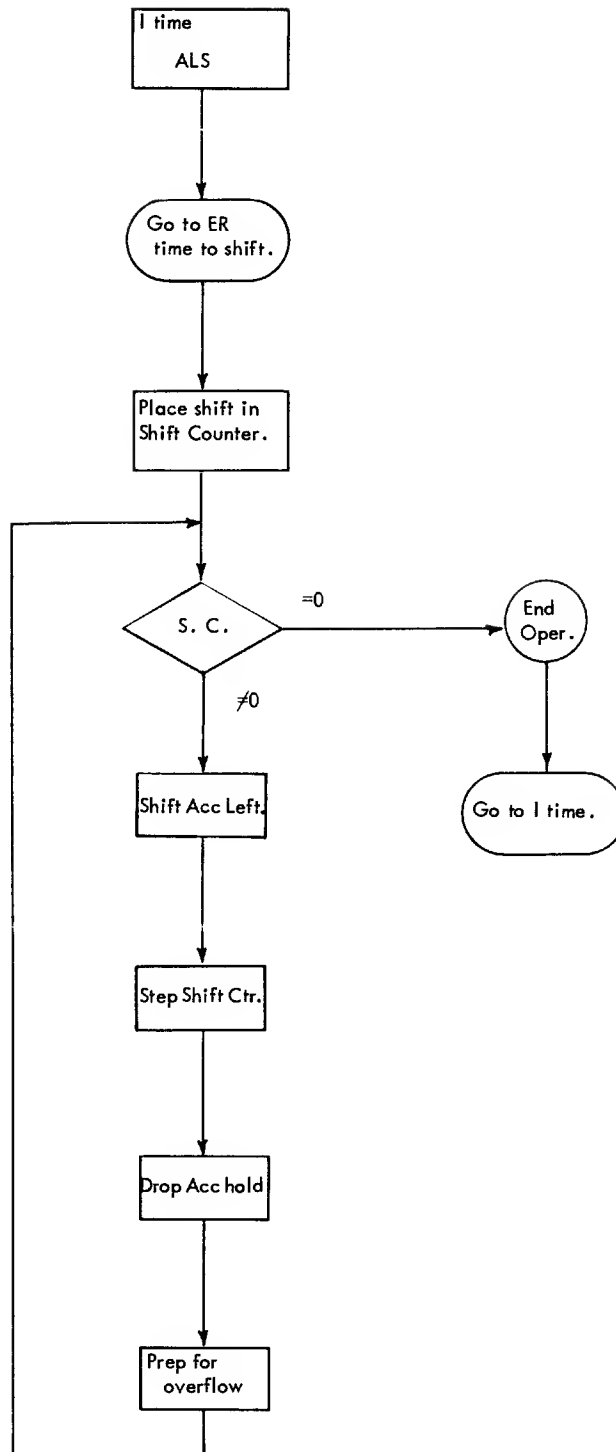 I time
ALS
Go to ER
time to shift.
Place shift in
Shift Counter.
S. C.
=0
End
Oper.
≠0
Shift Acc Left.
Go to I time.
Step Shift Ctr.
Drop Acc hold
Prep for
overflow